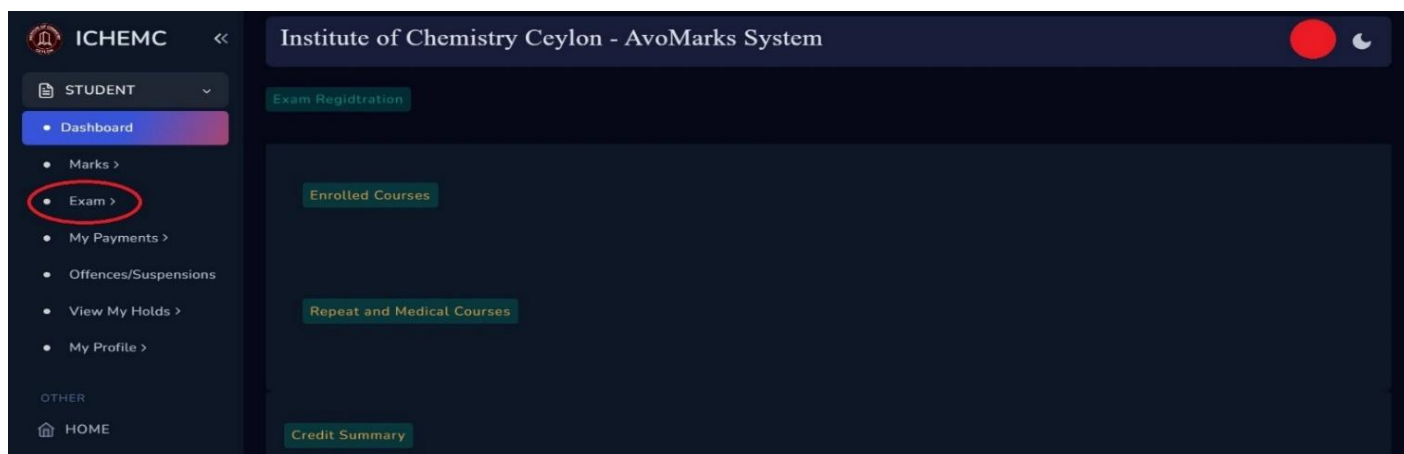 ICHEMC «
Institute of Chemistry Ceylon - AvoMarks System
STUDENT
Exam Regidtration
Dashboard
Marks >
Enrolled Courses
Exam >
My Payments >
Offences/Suspensions
View My Holds >
Repeat and Medical Courses
My Profile >
OTHER
HOME
Credit Summary